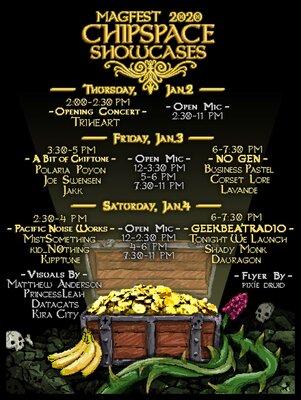 MAGFEST 2020
CHIPSPACE
SHOWCASES
Thursday, Jan.2
2:00-2:30 PM
- Opening Concert -
Triheart
- Open Mic -
2:30-11 PM
Friday, Jan.3
3:30-5 PM
- A Bit of Chiptune -
Polaria Poyon
Joe Swensen
Jakk
- Open Mic -
12-3:30 PM
5-6 PM
7:30-11 PM
6-7:30 PM
- No Gen -
Business Pastel
Corset Lore
Lavande
Saturday, Jan.4
2:30-4 PM
- Pacific Noise Works -
MistSomething
kid_Nothing
Kipptune
- Open Mic -
12-2:30 PM
4-6 PM
7:30-11 PM
6-7:30 PM
- GEEKBEATRADIO -
Tonight We Launch
Shady Monk
Dauragon
- Visuals By -
Matthew Anderson
PrincessLeah
Datacats
Kira City
- Flyer By -
pixie druid